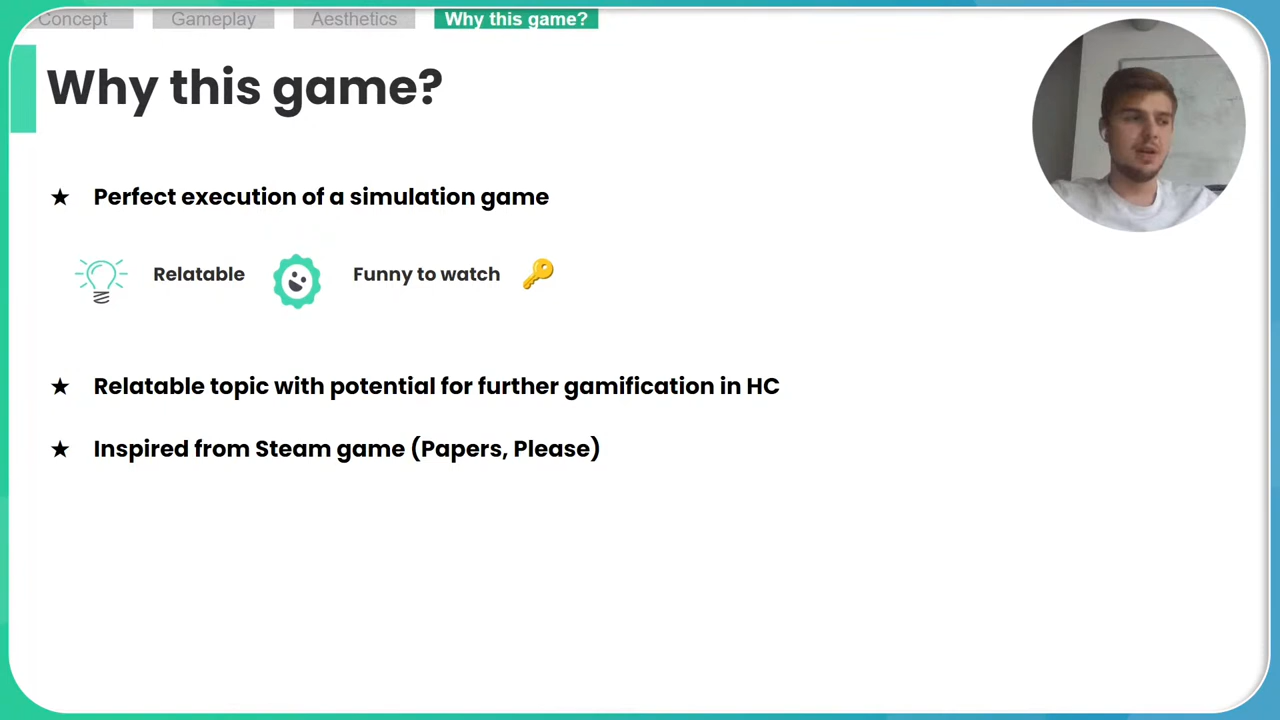 Concept Gameplay Aesthetics Why this game?
Why this game?
★ Perfect execution of a simulation game
Relatable Funny to watch
★ Relatable topic with potential for further gamification in HC
★ Inspired from Steam game (Papers, Please)